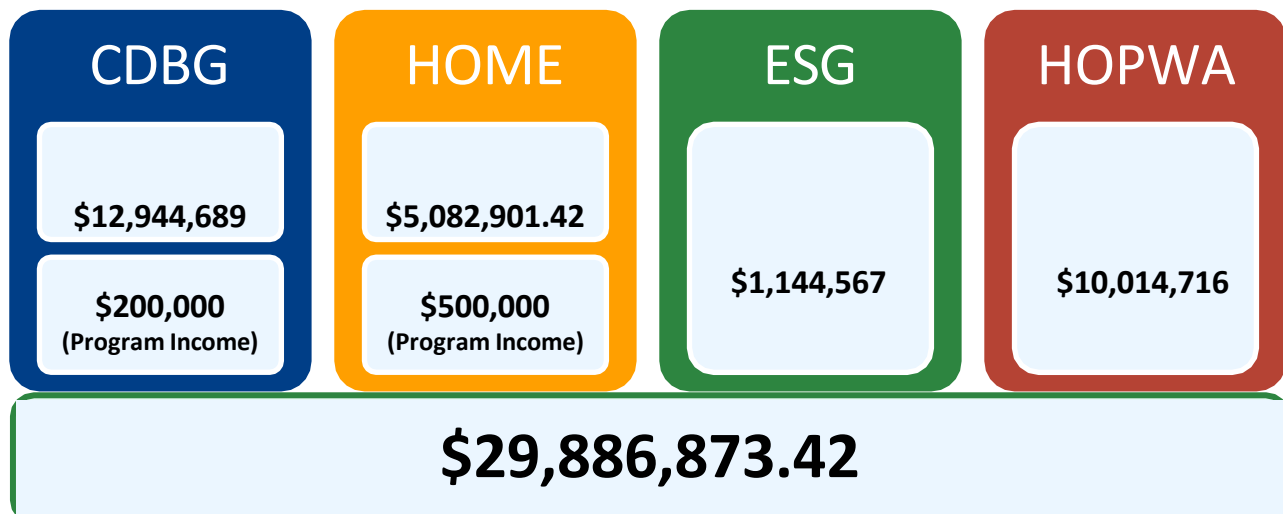 CDBG
$12,944,689
$200,000
(Program Income)
HOME
$5,082,901.42
$500,000
(Program Income)
ESG
$1,144,567
HOPWA
$10,014,716
$29,886,873.42